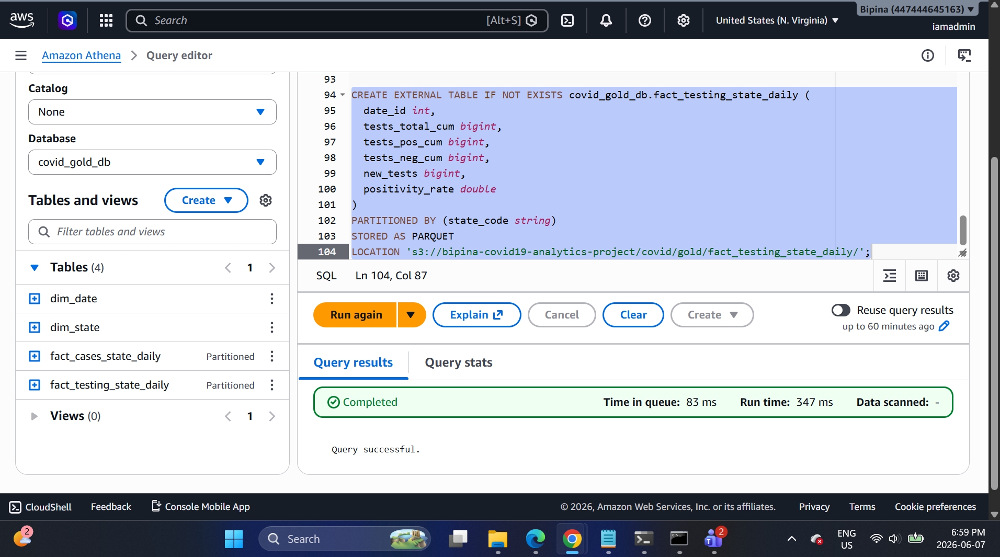 aws
Search
[Alt+S]
United States (N. Virginia)
Bipina (447444645163)
iamadmin
Amazon Athena
Query editor
Catalog
None
Database
covid_gold_db
Tables and views
Create
Filter tables and views
Tables (4)
1
dim_date
dim_state
fact_cases_state_daily
Partitioned
fact_testing_state_daily
Partitioned
Views (0)
1
93
94 CREATE EXTERNAL TABLE IF NOT EXISTS covid_gold_db.fact_testing_state_daily (
95 date_id int,
96 tests_total_cum bigint,
97 tests_pos_cum bigint,
98 tests_neg_cum bigint,
99 new_tests bigint,
100 positivity_rate double
101 )
102 PARTITIONED BY (state_code string)
103 STORED AS PARQUET
104 LOCATION 's3://bipina-covid19-analytics-project/covid/gold/fact_testing_state_daily/';
SQL
Ln 104, Col 87
Run again
Explain
Cancel
Clear
Create
Reuse query results
up to 60 minutes ago
Query results
Query stats
Completed
Time in queue: 83 ms
Run time: 347 ms
Data scanned: -
Query successful.
CloudShell
Feedback
Console Mobile App
© 2026, Amazon Web Services, Inc. or its affiliates.
Privacy
Terms
Cookie preferences
2
Search
T
2
ENG
US
6:59 PM
2026-06-07